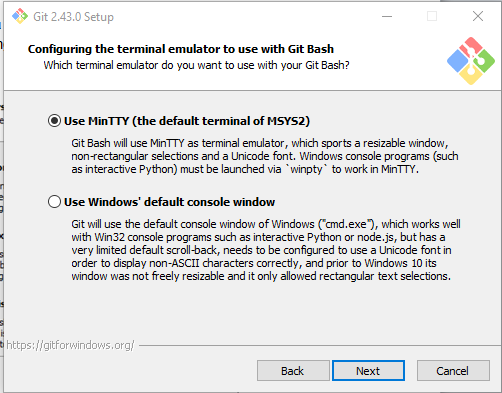 Git 2.43.0 Setup
Configuring the terminal emulator to use with Git Bash
Which terminal emulator do you want to use with your Git Bash?
Use MinTTY (the default terminal of MSYS2)
Git Bash will use MinTTY as terminal emulator, which sports a resizable window,
non-rectangular selections and a Unicode font. Windows console programs (such
as interactive Python) must be launched via `winpty` to work in MinTTY.
Use Windows' default console window
Git will use the default console window of Windows ("cmd.exe"), which works well
with Win32 console programs such as interactive Python or node.js, but has a
very limited default scroll-back, needs to be configured to use a Unicode font in
order to display non-ASCII characters correctly, and prior to Windows 10 its
window was not freely resizable and it only allowed rectangular text selections.
https://gitforwindows.org/
Back
Next
Cancel